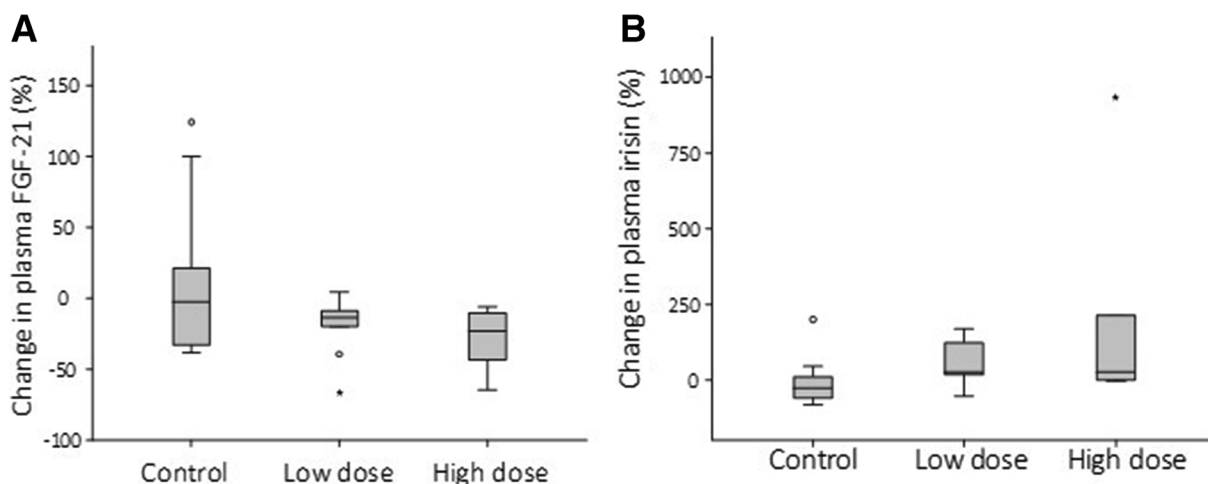 A
Change in plasma FGF-21 (%)
150
100
50
0
-50
-100
Control Low dose High dose
B
Change in plasma irisin (%)
1000
750
500
250
0
Control Low dose High dose